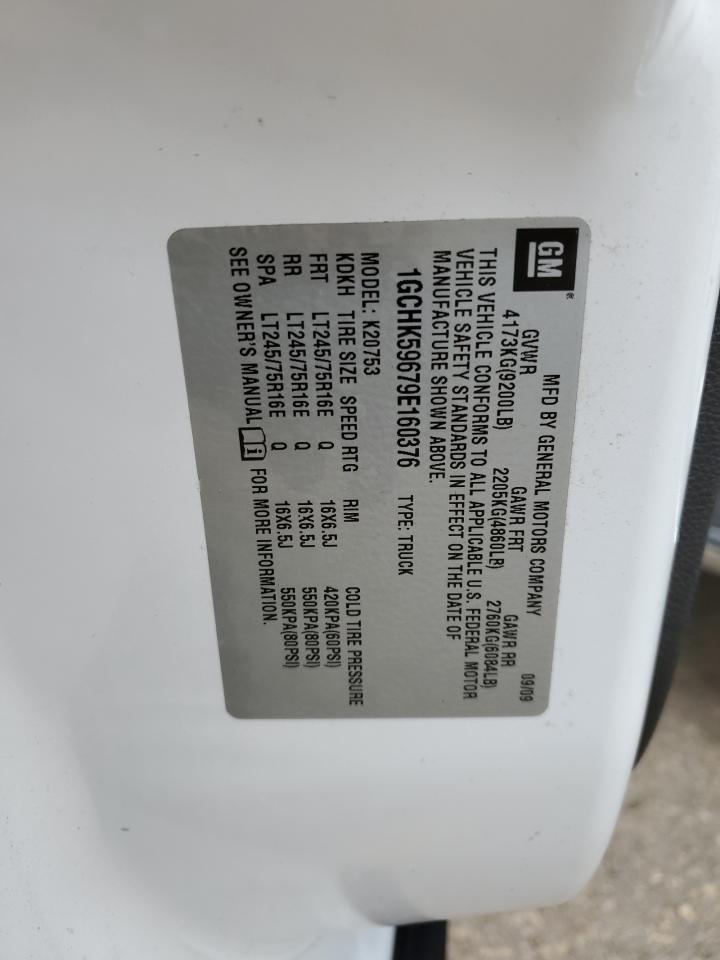 GM®
MFD BY GENERAL MOTORS COMPANY 09/09
GVWR GAWR FRT GAWR RR
4173KG(9200LB) 2205KG(4860LB) 2760KG(6084LB)
THIS VEHICLE CONFORMS TO ALL APPLICABLE U.S. FEDERAL MOTOR
VEHICLE SAFETY STANDARDS IN EFFECT ON THE DATE OF
MANUFACTURE SHOWN ABOVE.
1GCHK59679E160376 TYPE: TRUCK
MODEL: K20753
KDKH TIRE SIZE SPEED RTG RIM COLD TIRE PRESSURE
FRT LT245/75R16E Q 16X6.5J 420KPA(60PSI)
RR LT245/75R16E Q 16X6.5J 550KPA(80PSI)
SPA LT245/75R16E Q 16X6.5J 550KPA(80PSI)
SEE OWNER'S MANUAL FOR MORE INFORMATION.